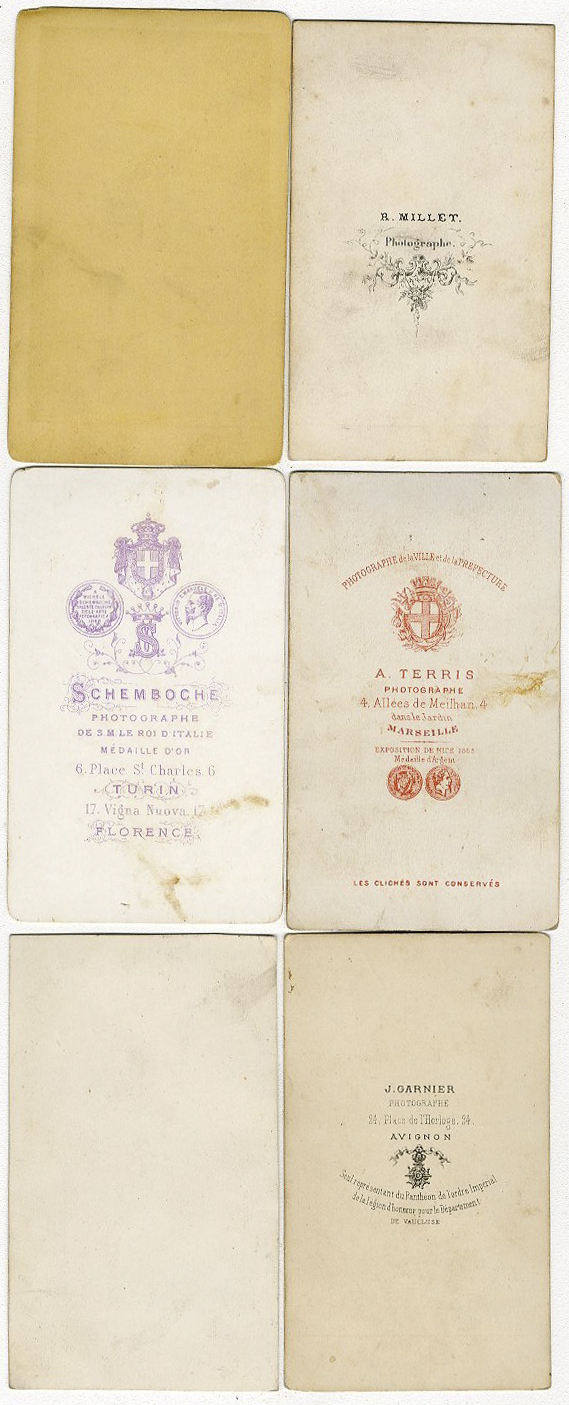 R. MILLET.
Photographe.
SCHEMBOCHE
PHOTOGRAPHE
DE S.M. LE ROI D'ITALIE
MÉDAILLE D'OR
6. Place St. Charles 6
TURIN
17. Vigna Nuova. 17
FLORENCE
PHOTOGRAPHE de la VILLE et de la PREFECTURE
A. TERRIS
PHOTOGRAPHE
4. Allées de Meilhan. 4
dans le Jardin
MARSEILLE
EXPOSITION DE NICE
Médaille d'Argent
LES CLICHÉS SONT CONSERVÉS
J. GARNIER
PHOTOGRAPHE
24. Place de l'Horloge. 24.
AVIGNON
Seul représentant du Panthéon de l'ordre Impérial
de la légion d'honneur pour le Département
DE VAUCLUSE